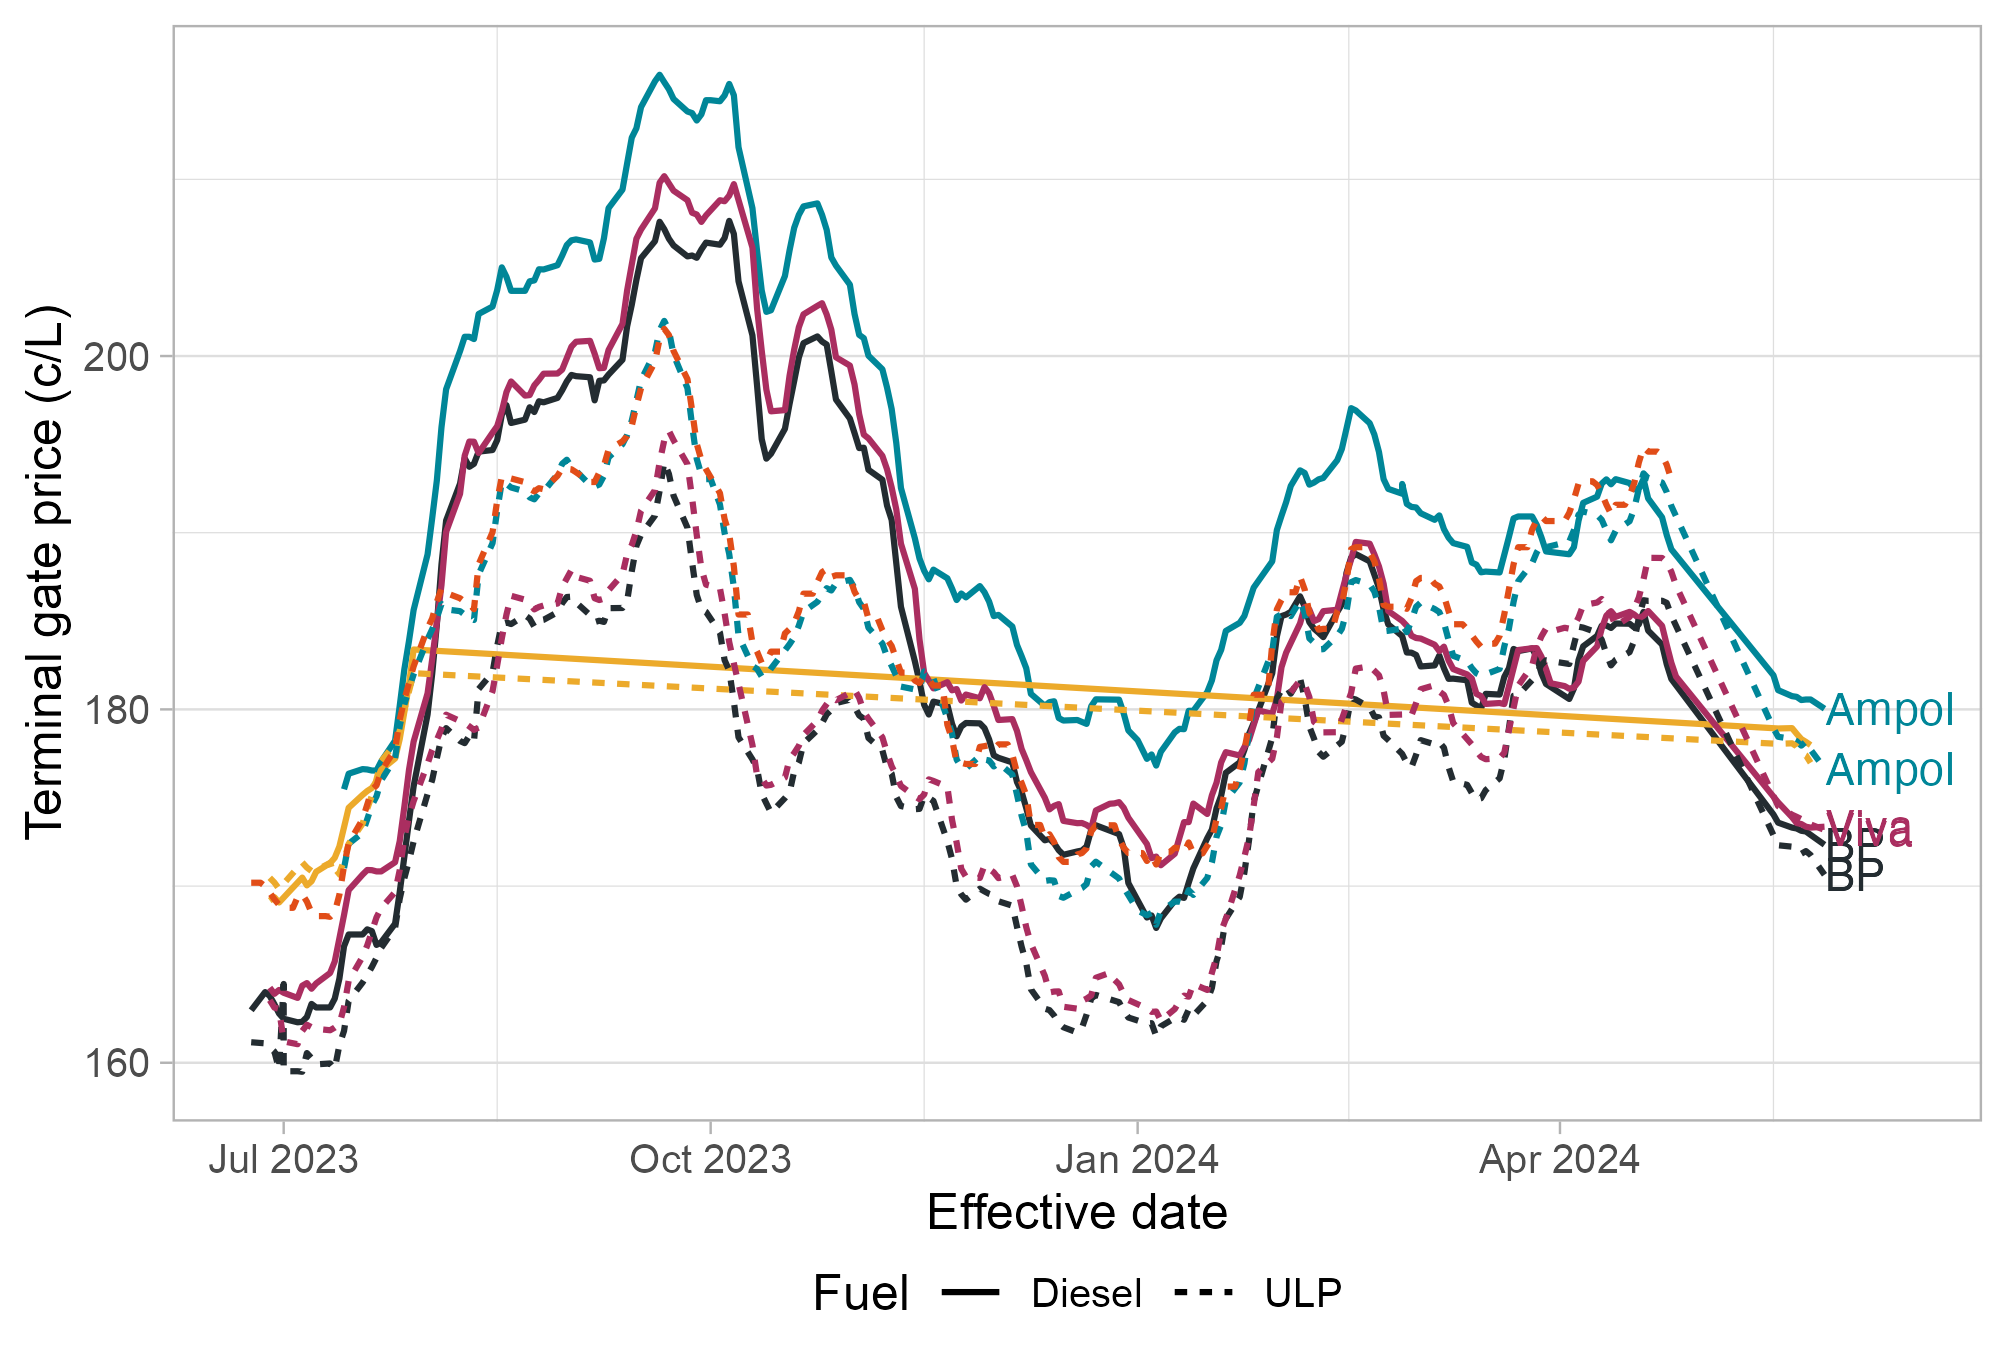 Terminal gate price (c/L)
200
180
160
Ampol
Ampol
Viva
Viva
BP
BP
Jul 2023
Oct 2023
Jan 2024
Apr 2024
Effective date
Fuel
Diesel
ULP